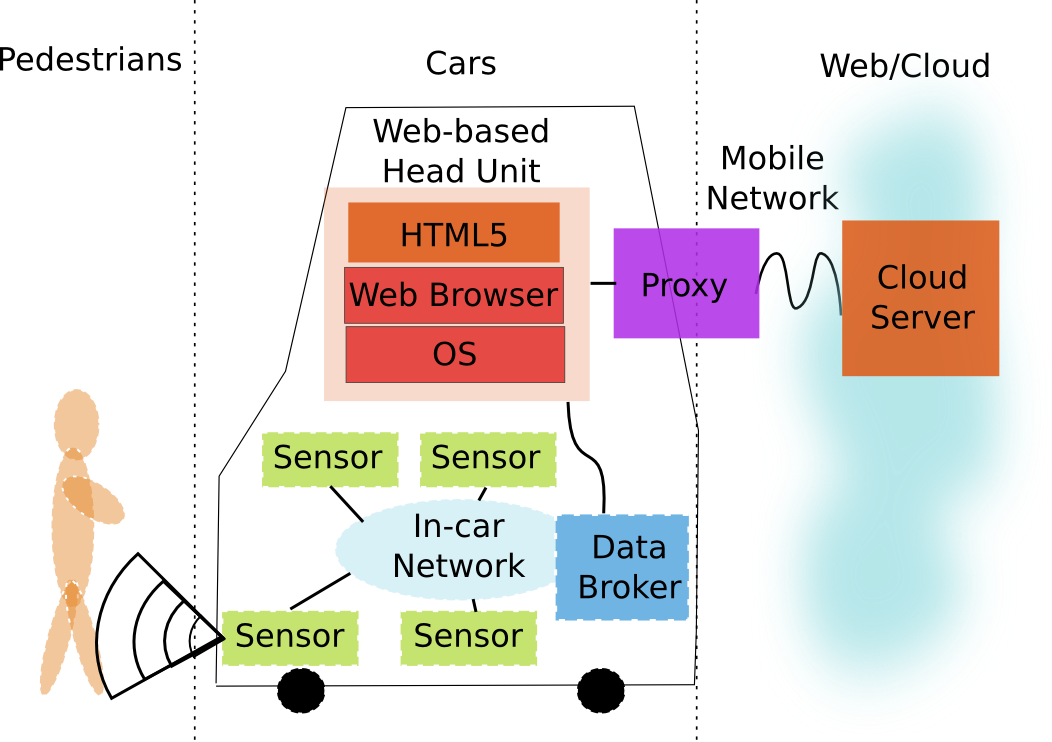 Pedestrians
Cars
Web/Cloud
Web-based
Head Unit
Mobile
Network
HTML5
Web Browser
OS
Proxy
Cloud
Server
Sensor
Sensor
In-car
Network
Data
Broker
Sensor
Sensor